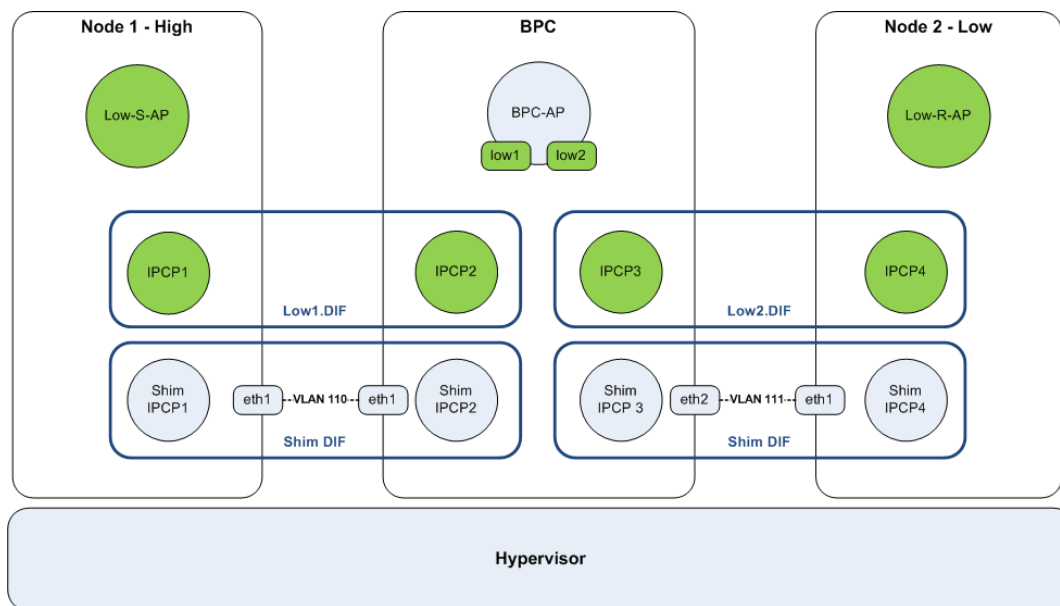 Node 1 - High
BPC
Node 2 - Low
Low-S-AP
BPC-AP
low1
low2
Low-R-AP
IPCP1
IPCP2
Low1.DIF
IPCP3
IPCP4
Low2.DIF
Shim
IPCP1
eth1
VLAN 110
eth1
Shim
IPCP2
Shim DIF
Shim
IPCP 3
eth2
VLAN 111
eth1
Shim
IPCP4
Shim DIF
Hypervisor